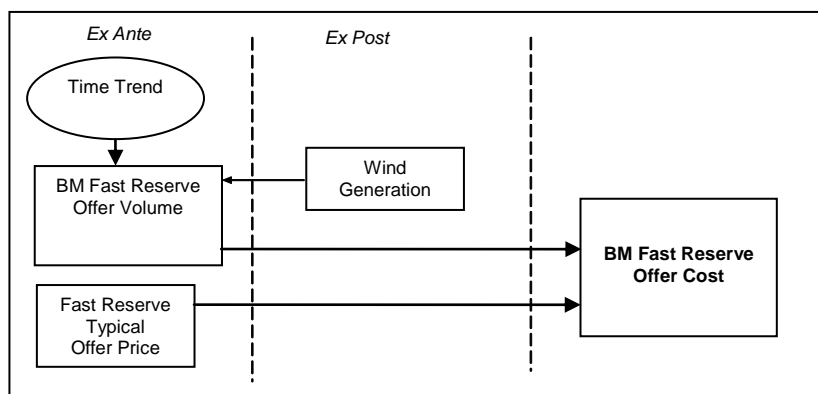 Ex Ante
Ex Post
Time Trend
BM Fast Reserve
Offer Volume
Wind
Generation
BM Fast Reserve
Offer Cost
Fast Reserve
Typical
Offer Price